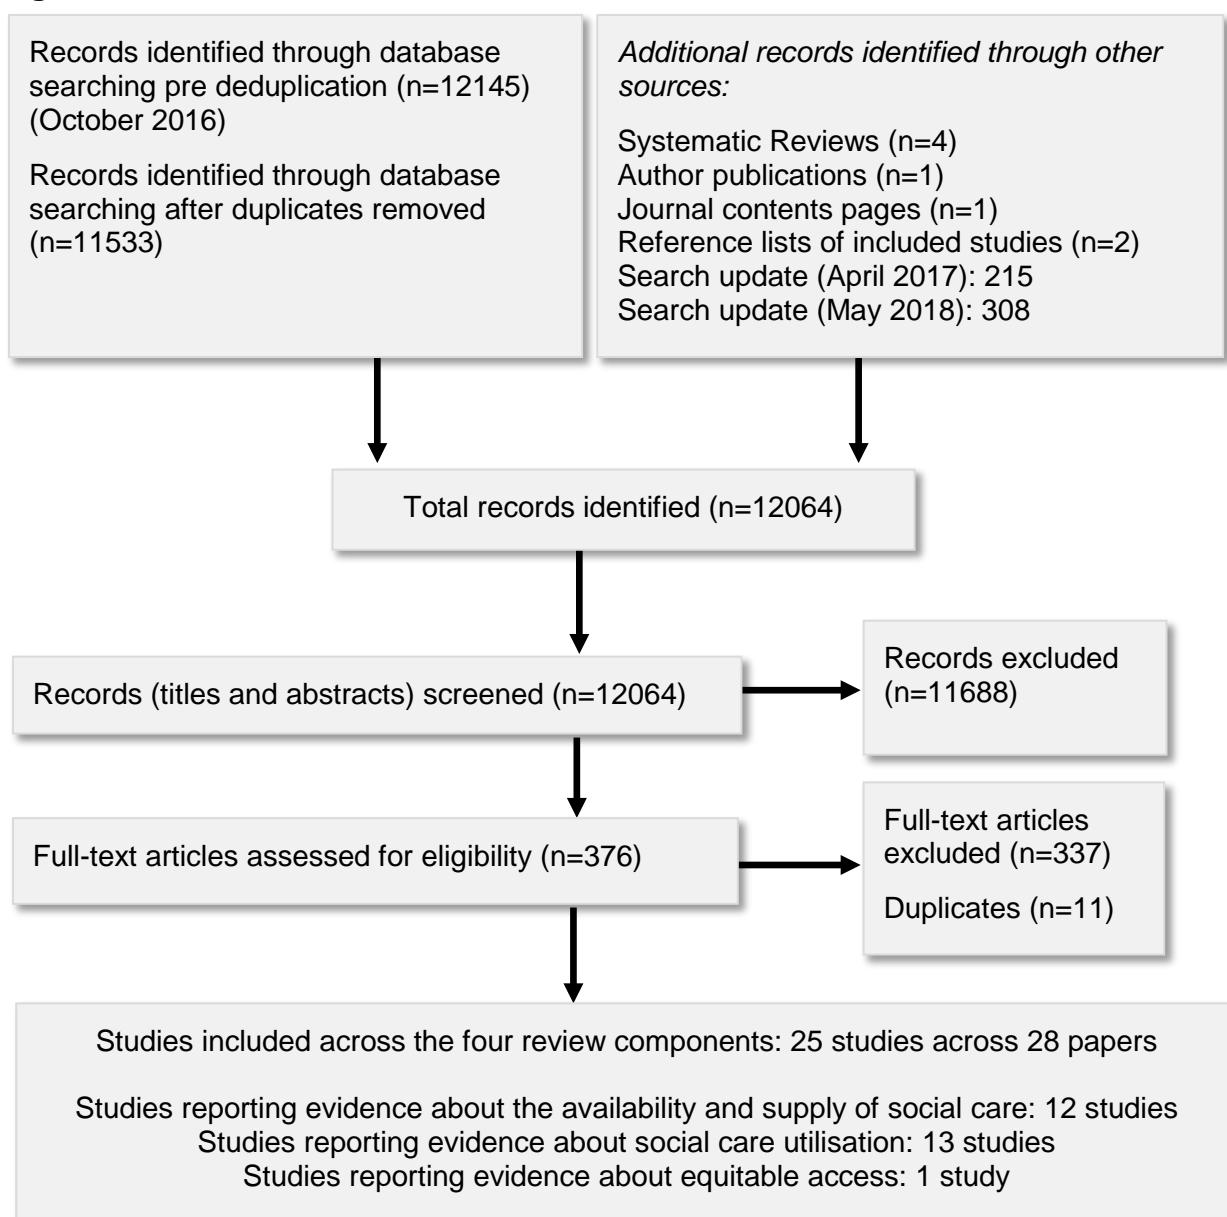 Records identified through database
searching pre deduplication (n=12145)
(October 2016)
Records identified through database
searching after duplicates removed
(n=11533)
Additional records identified through other
sources:
Systematic Reviews (n=4)
Author publications (n=1)
Journal contents pages (n=1)
Reference lists of included studies (n=2)
Search update (April 2017): 215
Search update (May 2018): 308
Total records identified (n=12064)
Records (titles and abstracts) screened (n=12064)
Records excluded
(n=11688)
Full-text articles assessed for eligibility (n=376)
Full-text articles
excluded (n=337)
Duplicates (n=11)
Studies included across the four review components: 25 studies across 28 papers
Studies reporting evidence about the availability and supply of social care: 12 studies
Studies reporting evidence about social care utilisation: 13 studies
Studies reporting evidence about equitable access: 1 study